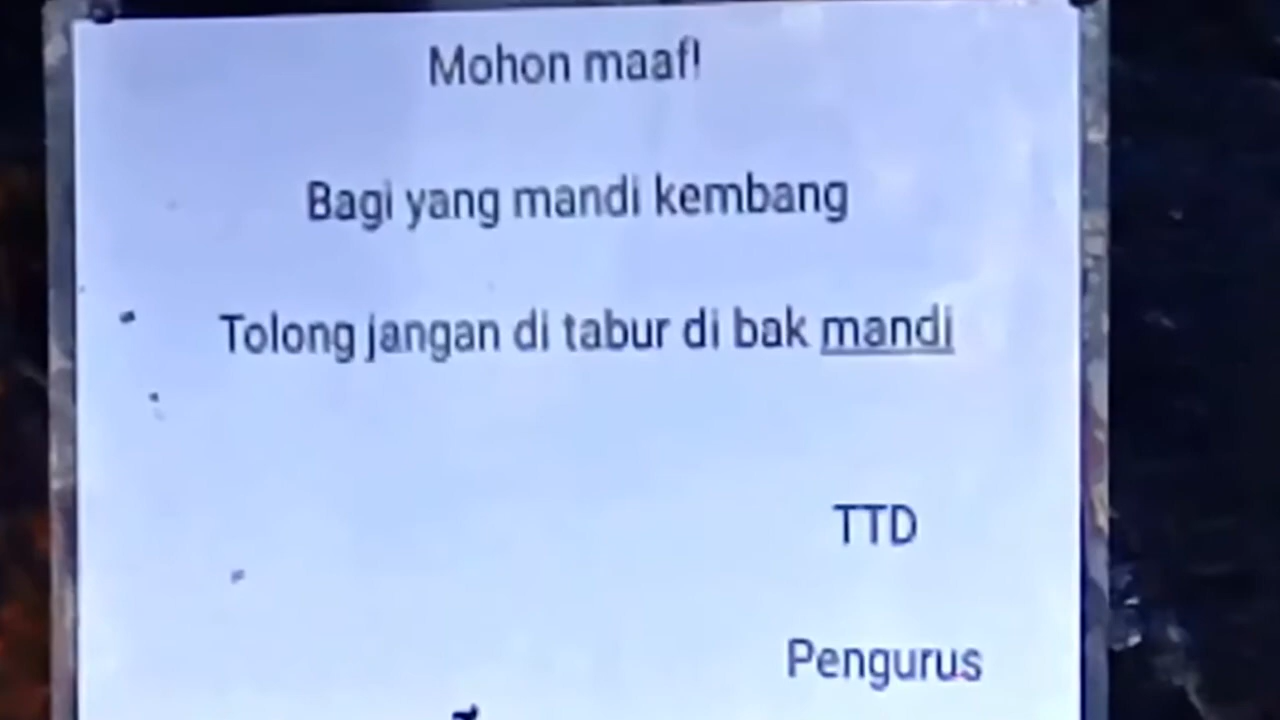 Mohon maaf!
Bagi yang mandi kembang
Tolong jangan di tabur di bak mandi
TTD
Pengurus